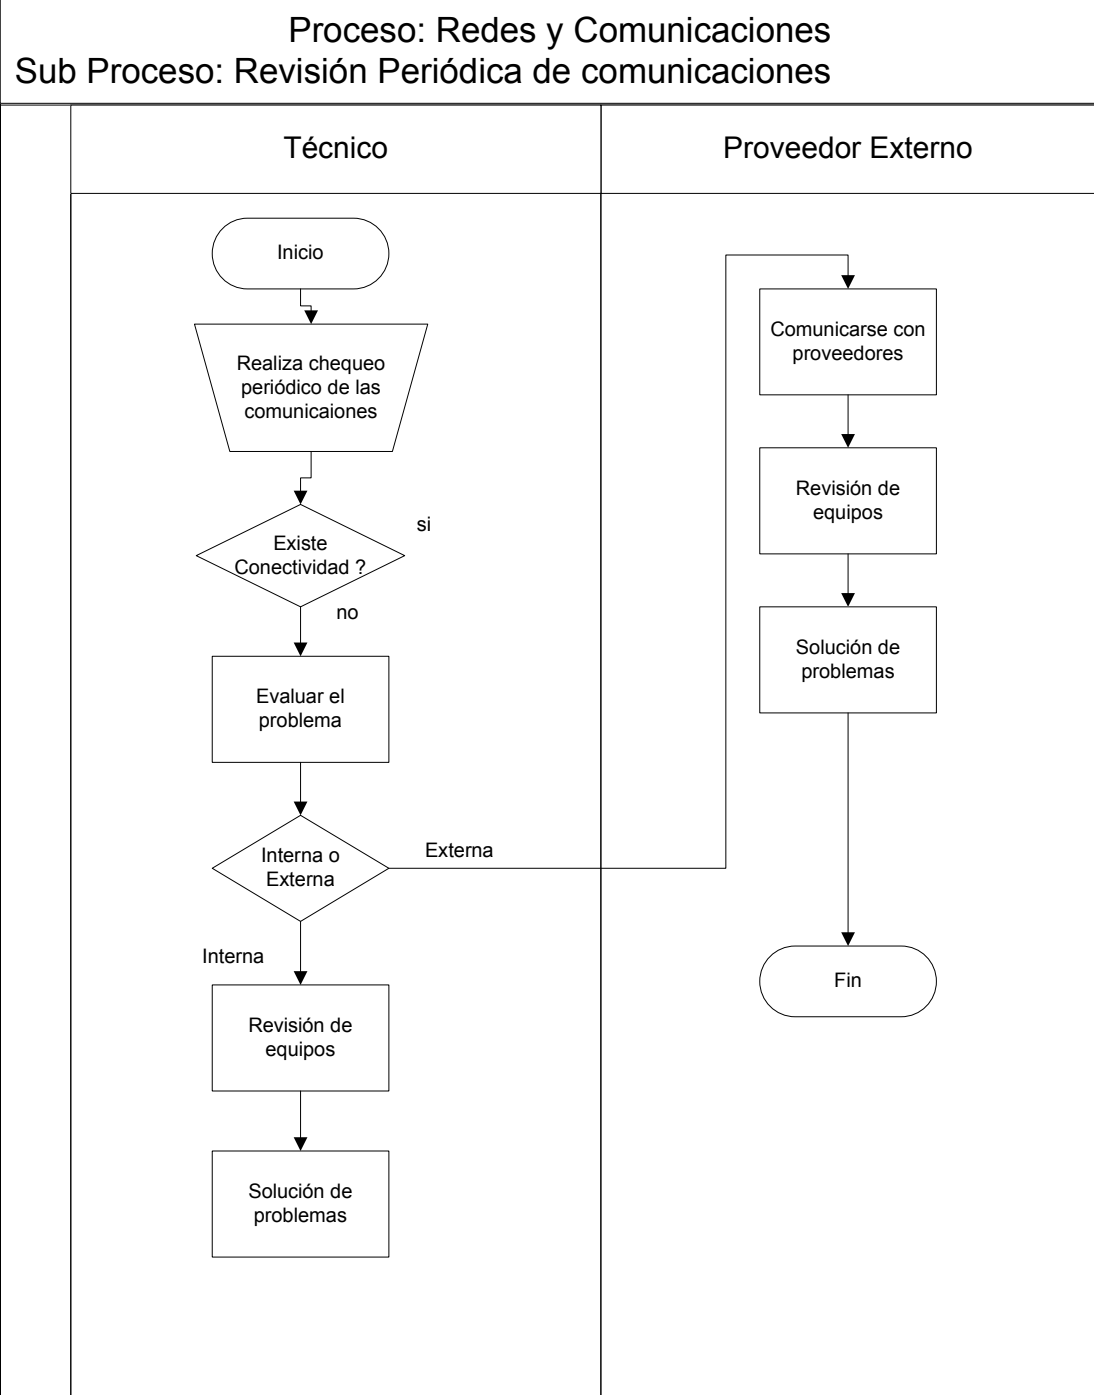 Proceso: Redes y Comunicaciones
Sub Proceso: Revisión Periódica de comunicaciones
Técnico
Proveedor Externo
Inicio
Realiza chequeo
periódico de las
comunicaiones
Existe
Conectividad ?
si
no
Evaluar el
problema
Interna o
Externa
Externa
Interna
Revisión de
equipos
Solución de
problemas
Comunicarse con
proveedores
Revisión de
equipos
Solución de
problemas
Fin